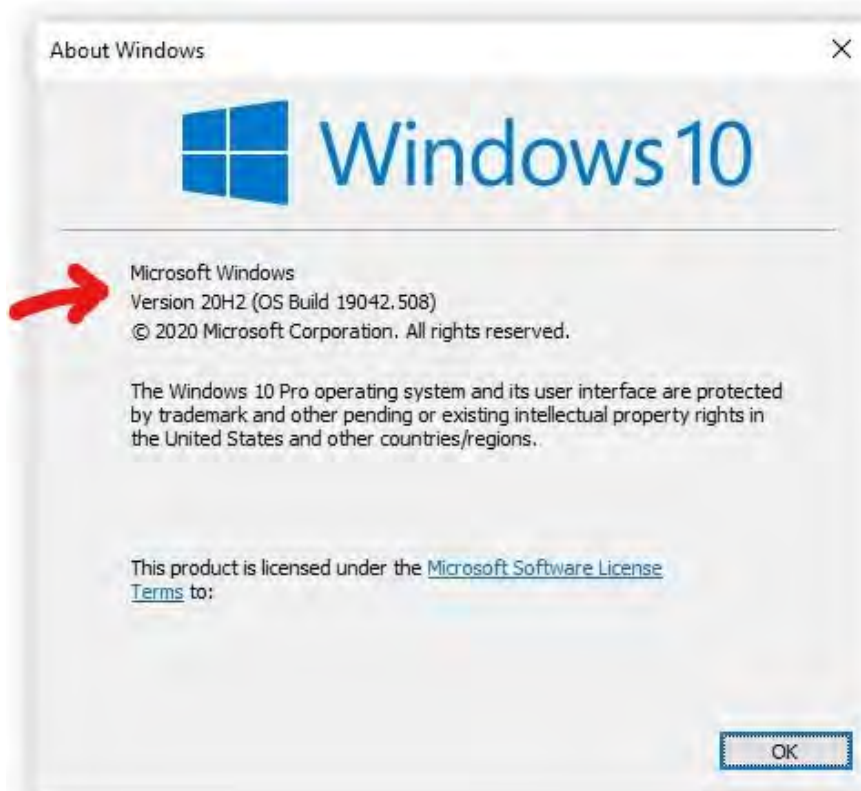 About Windows
Windows 10
Microsoft Windows
Version 20H2 (OS Build 19042.508)
© 2020 Microsoft Corporation. All rights reserved.
The Windows 10 Pro operating system and its user interface are protected
by trademark and other pending or existing intellectual property rights in
the United States and other countries/regions.
This product is licensed under the Microsoft Software License
Terms to:
OK